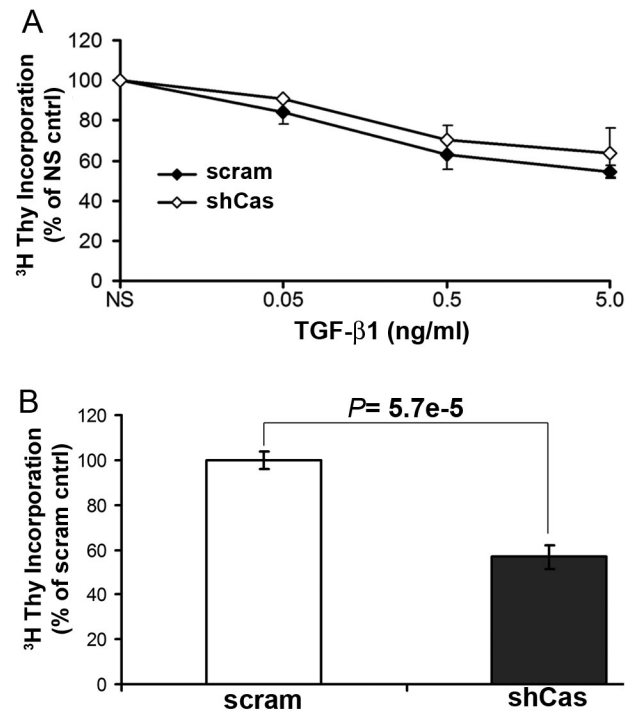 A
³H Thy Incorporation
(% of NS cntrl)
120
100
80
60
40
20
0
scram
shCas
NS
0.05
0.5
5.0
TGF-β1 (ng/ml)
B
³H Thy Incorporation
(% of scram cntrl)
120
100
80
60
40
20
0
P= 5.7e-5
scram
shCas